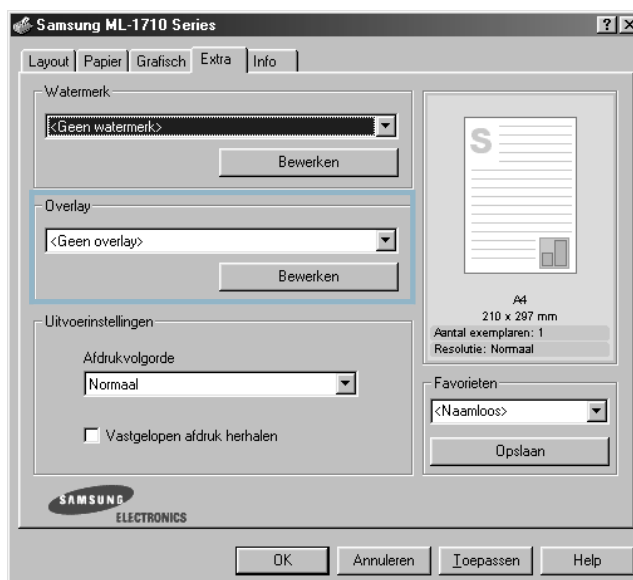 Samsung ML-1710 Series
Layout Papier Grafisch Extra Info
Watermerk
<Geen watermerk>
Bewerken
Overlay
<Geen overlay>
Bewerken
Uitvoerinstellingen
Afdrukvolgorde
Normaal
Vastgelopen afdruk herhalen
S
A4
210 x 297 mm
Aantal exemplaren: 1
Resolutie: Normaal
Favorieten
<Naamloos>
Opslaan
SAMSUNG
ELECTRONICS
OK Annuleren Toepassen Help